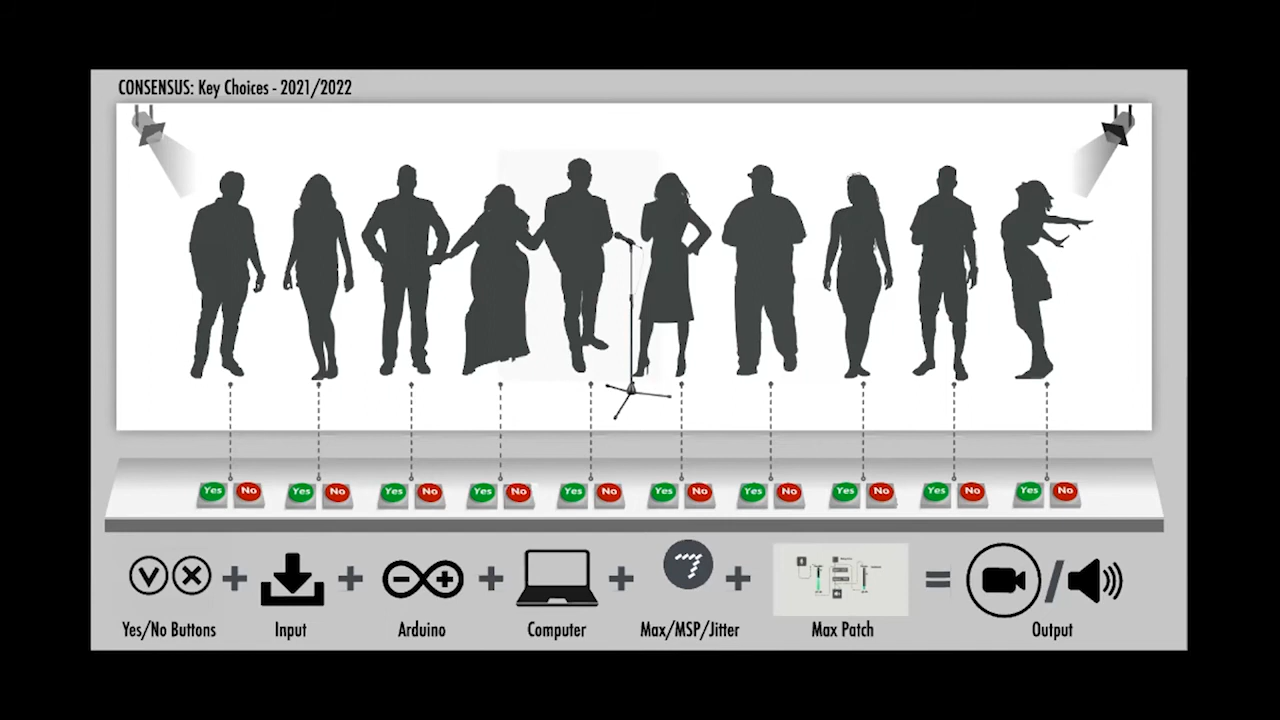 CONSENSUS: Key Choices - 2021/2022
Yes No Yes No Yes No Yes No Yes No Yes No Yes No Yes No Yes No Yes No
Yes/No Buttons
Input
Arduino
Computer
Max/MSP/Jitter
Max Patch
Output